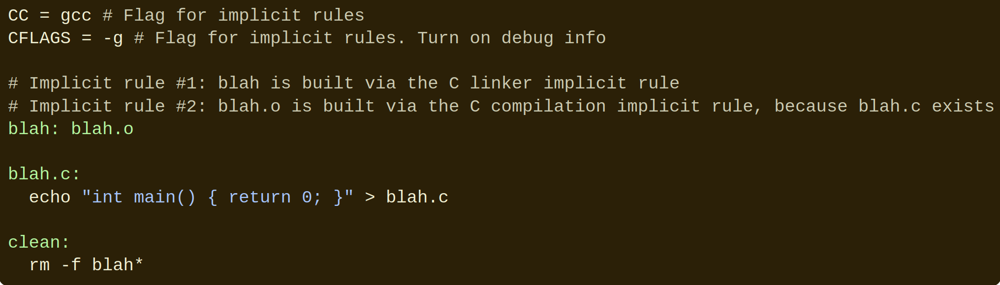 CC = gcc # Flag for implicit rules
CFLAGS = -g # Flag for implicit rules. Turn on debug info
# Implicit rule #1: blah is built via the C linker implicit rule
# Implicit rule #2: blah.o is built via the C compilation implicit rule, because blah.c exists
blah: blah.o
blah.c:
  echo "int main() { return 0; }" > blah.c
clean:
  rm -f blah*